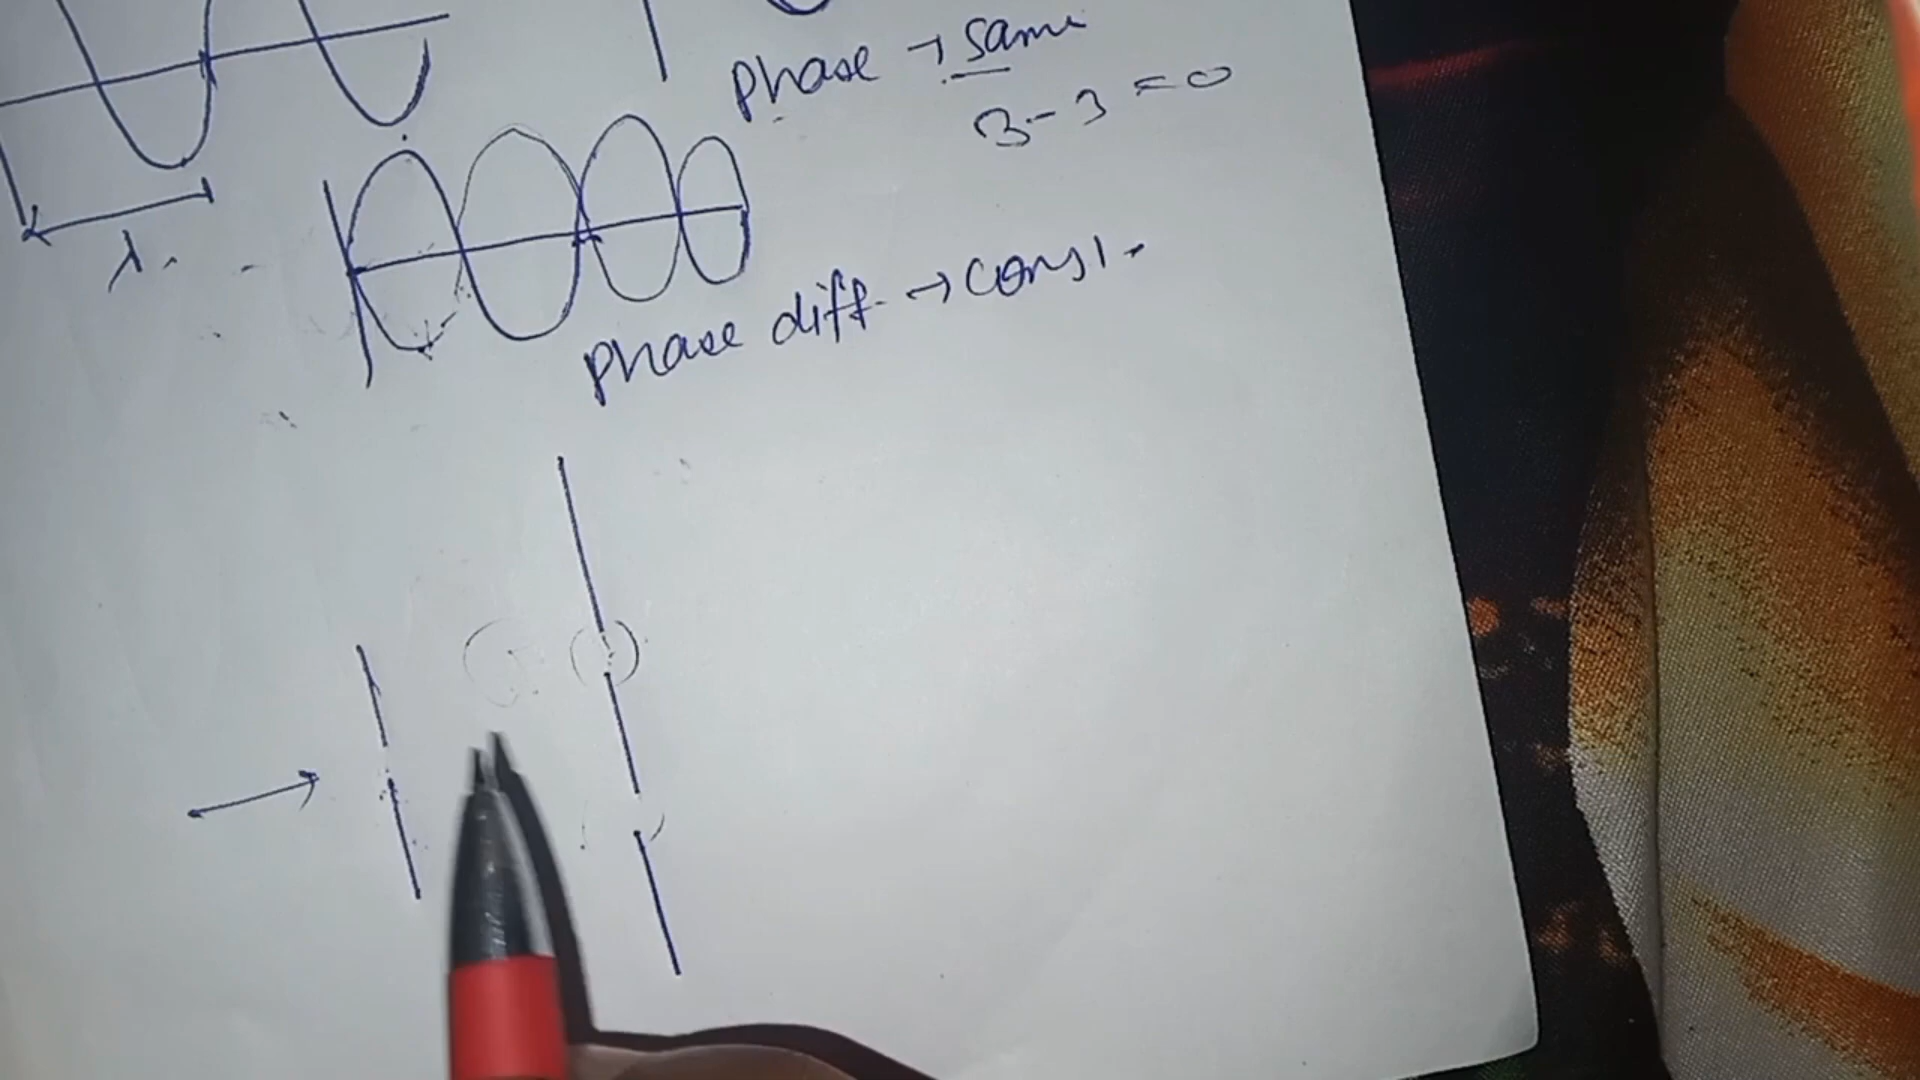 Phase → same
3 - 3 = 0
λ.
Phase diff. → const.